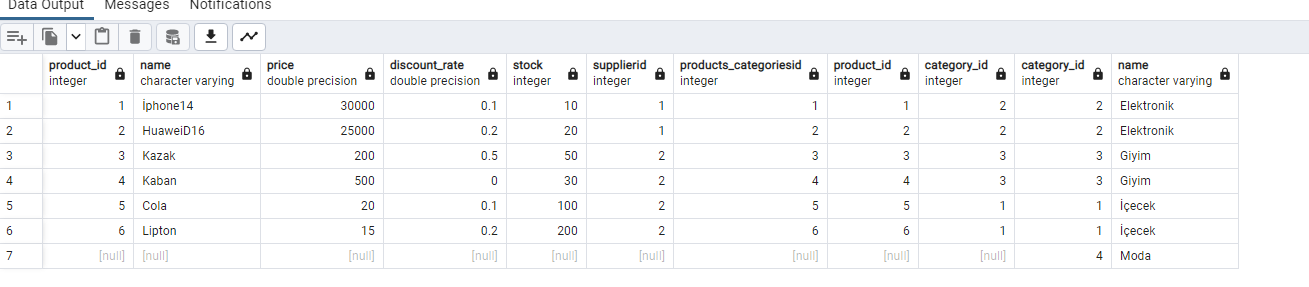 Data Output Messages Notifications
product_id name price discount_rate stock supplierid products_categoriesid product_id category_id category_id name
integer character varying double precision double precision integer integer integer integer integer integer character varying
1 1 İphone14 30000 0.1 10 1 1 1 2 2 Elektronik
2 2 HuaweiD16 25000 0.2 20 1 2 2 2 2 Elektronik
3 3 Kazak 200 0.5 50 2 3 3 3 3 Giyim
4 4 Kaban 500 0 30 2 4 4 3 3 Giyim
5 5 Cola 20 0.1 100 2 5 5 1 1 İçecek
6 6 Lipton 15 0.2 200 2 6 6 1 1 İçecek
7 [null] [null] [null] [null] [null] [null] [null] [null] [null] 4 Moda